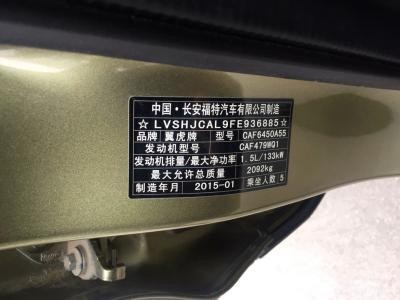 中国·长安福特汽车有限公司制造
☆LVSHJCAL9FE936885☆
品牌 翼虎牌 型号 CAF6450A55
发动机型号 CAF479WQ1
发动机排量/最大净功率 1.5L/133kW
最大允许总质量 2092kg
制造年月 2015-01 乘坐人数 5